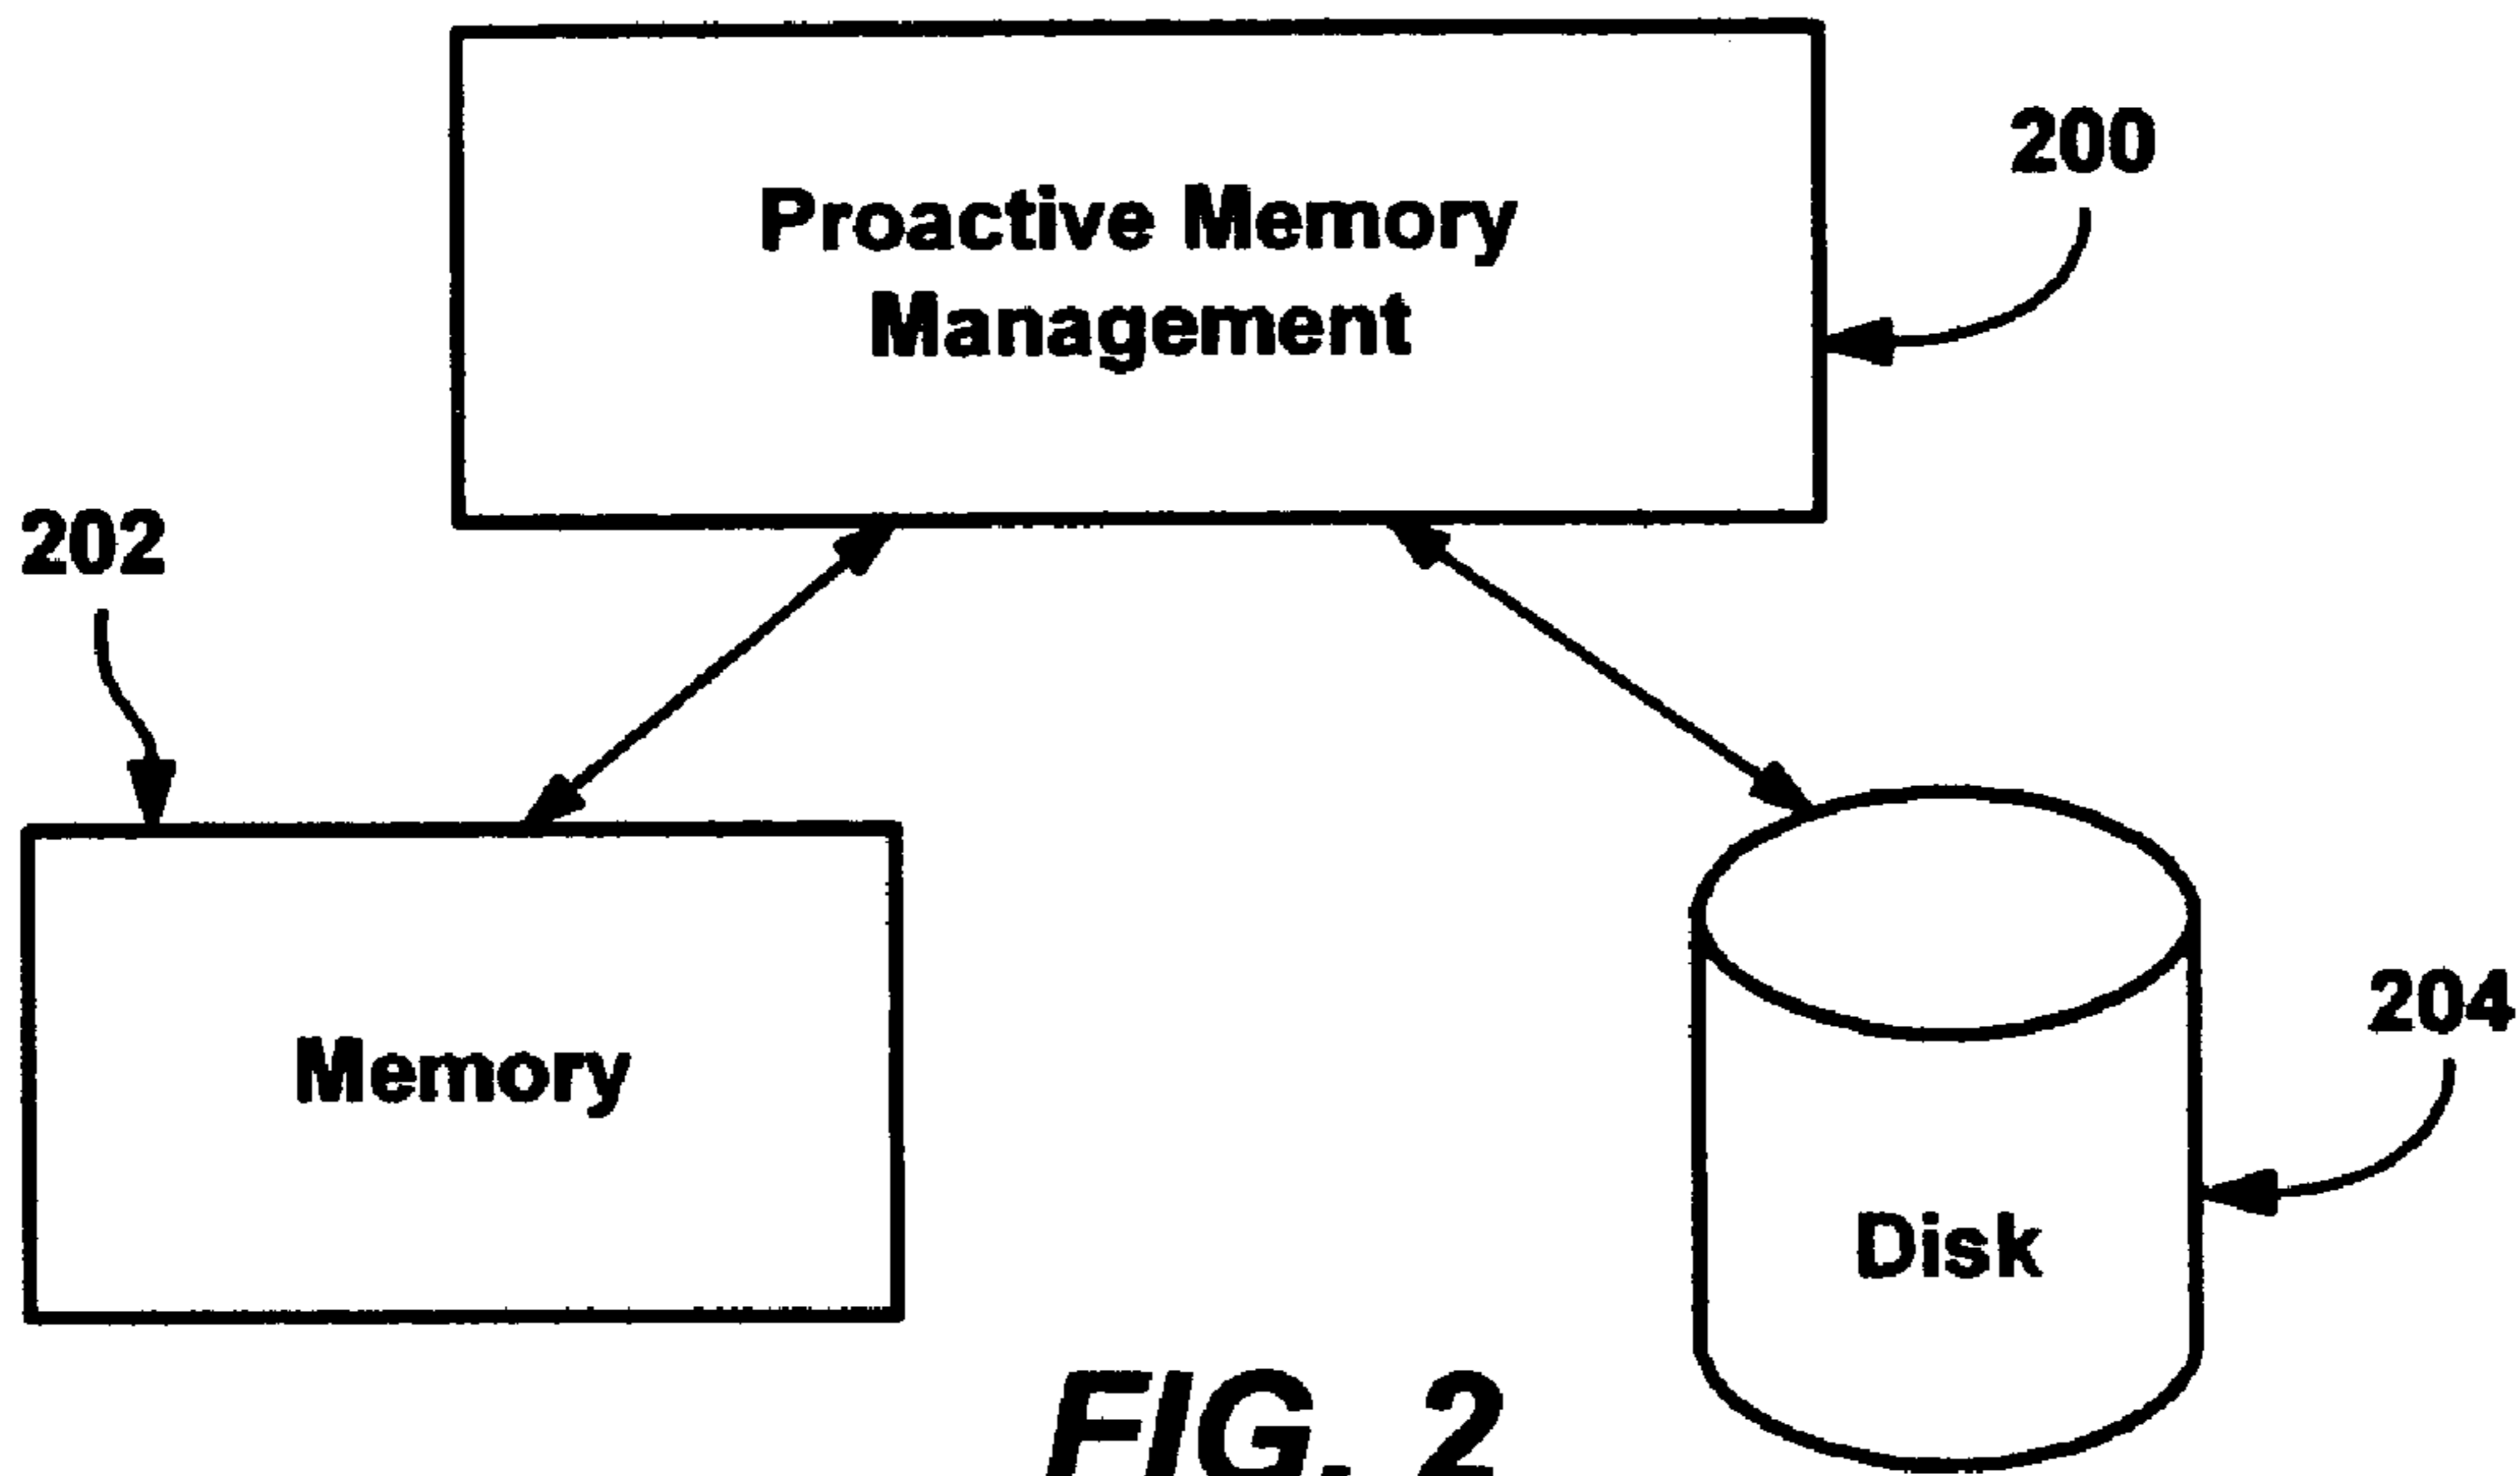 Proactive Memory
Management
200
202
Memory
204
Disk
FIG. 2